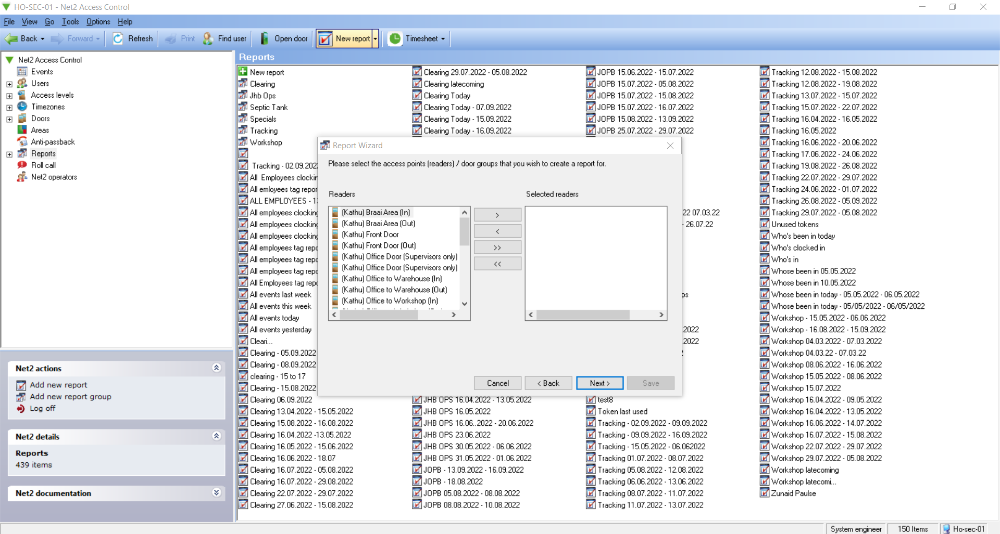 HO-SEC-01 - Net2 Access Control
File View Go Tools Options Help
Back Forward Refresh Print Find user Open door New report Timesheet
Net2 Access Control
Events
Users
Access levels
Timezones
Doors
Areas
Anti-passback
Reports
Roll call
Net2 operators
Net2 actions
Add new report
Add new report group
Log off
Net2 details
Reports
439 items
Net2 documentation
Reports
New report
Clearing
Jhb Ops
Septic Tank
Specials
Tracking
Workshop
Tracking - 02.09.202
All Employees clockin
All emloyees tag repor
ALL EMPLOYEES - 1
All employees clocking
All employees clocking
All employees clocking
All employees tag repo
All employees tag repo
All employees tag repo
All Employees tag repo
All events last week
All events this week
All events today
All events yesterday
Cleari...
Clearing - 05.09.2022
Clearing - 08.09.2022
clearing - 15 to 17
Clearing - 15.08.2022
Clearing 06.09.2022
Clearing 13.04.2022 - 15.05.2022
Clearing 15.08.2022 - 16.08.2022
Clearing 16.04.2022 -13.05.2022
Clearing 16.05.2022 - 15.06.2022
Clearing 16.06.2022 - 18.07
Clearing 16.07.2022 - 05.08.2022
Clearing 16.07.2022 - 29.08.2022
Clearing 22.07.2022 - 29.07.2022
Clearing 27.06.2022 - 15.08.2022
Clearing 29.07.2022 - 05.08.2022
Clearing latecoming
Clearing Today
Clearing Today - 07.09.2022
Clearing Today - 15.09.2022
Clearing Today - 16.09.2022
JHB OPS 16.04.2022 - 13.05.2022
JHB OPS 16.05.2022
JHB OPS 16.06..2022 - 20.06.2022
JHB OPS 23.06.2022
JHB OPS 30.05.2022 - 06.06.2022
JHB OPS 31.05.2022 - 01.06.2022
JOPB - 13.09.2022 - 16.09.2022
JOPB - 18.08.2022
JOPB 05.08.2022 - 08.08.2022
JOPB 08.08.2022 - 10.08.2022
JOPB 15.06.2022 - 15.07.2022
JOPB 15.07.2022 - 05.08.2022
JOPB 15.07.2022 - 15.08.2022
JOPB 15.07.2022 - 16.07.2022
JOPB 15.08.2022 - 13.09.2022
JOPB 25.07.2022 - 29.07.2022
22 07.03.22
- 26.07.22
ps
.2022
.2022
test8
Token last used
Tracking - 02.09.2022 - 09.09.2022
Tracking - 09.09.2022 - 16.09.2022
Tracking - 15.05.2022 - 06.062022
Tracking 01.07.2022 - 08.07.2022
Tracking 05.08.2022 - 12.08.2022
Tracking 06.06.2022 - 13.06.2022
Tracking 08.07.2022 - 11.07.2022
Tracking 11.07.2022 - 13.07.2022
Tracking 12.08.2022 - 15.08.2022
Tracking 12.08.2022 - 19.08.2022
Tracking 13.07.2022 - 15.07.2022
Tracking 15.07.2022 - 22.07.2022
Tracking 16.04.2022 - 16.05.2022
Tracking 16.05.2022
Tracking 16.06.2022 - 20.06.2022
Tracking 17.06.2022 - 24.06.2022
Tracking 19.08.2022 - 26.08.2022
Tracking 22.07.2022 - 29.07.2022
Tracking 24.06.2022 - 01.07.2022
Tracking 26.08.2022 - 05.09.2022
Tracking 29.07.2022 - 05.08.2022
Unused tokens
Who's been in today
Who's clocked in
Who's in
Whose been in 05.05.2022
Whose been in 10.05.2022
Whose been in today - 05.05.2022 - 06.05.2022
Whose been in today - 05/05/2022 - 06/05/2022
Workshop - 15.05.2022 - 06.06.2022
Workshop - 16.08.2022 - 15.09.2022
Workshop 04.03.2022 - 07.03.2022
Workshop 04.03.22 - 07.03.22
Workshop 08.06.2022 - 16.06.2022
Workshop 15.05.2022 - 08.06.2022
Workshop 15.07.2022
Workshop 16.04.2022 - 09.05.2022
Workshop 16.04.2022 - 13.05.2022
Workshop 16.06.2022 - 14.07.2022
Workshop 16.07.2022 - 15.08.2022
Workshop 22.07.2022 - 29.07.2022
Workshop 29.07.2022 - 05.08.2022
Workshop latecoming
Workshop latecomi...
Zunaid Paulse
Report Wizard
Please select the access points (readers) / door groups that you wish to create a report for.
Readers
Selected readers
(Kathu) Braai Area (In)
(Kathu) Braai Area (Out)
(Kathu) Front Door
(Kathu) Front Door (Out)
(Kathu) Office Door (Supervisors only)
(Kathu) Office Door (Supervisors only)
(Kathu) Office to Warehouse (In)
(Kathu) Office to Warehouse (Out)
(Kathu) Office to Workshop (In)
>
<
>>
<<
Cancel < Back Next > Save
System engineer 150 Items Ho-sec-01